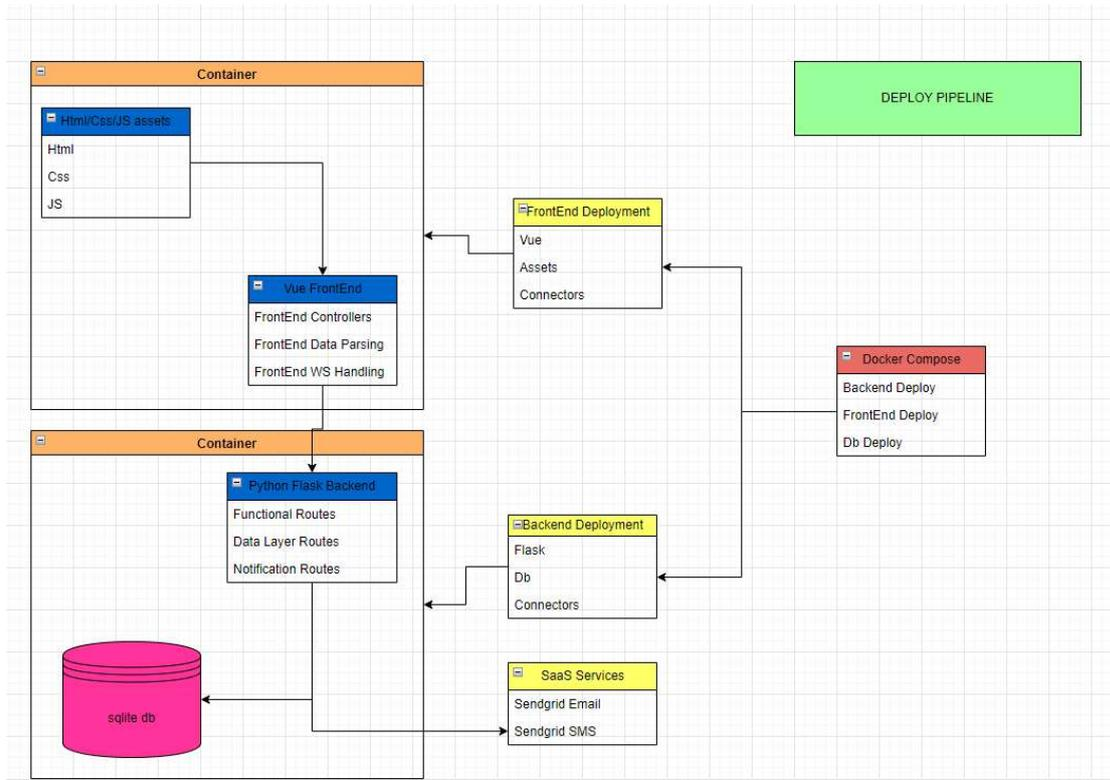 Container
Html/Css/JS assets
Html
Css
JS
Vue FrontEnd
FrontEnd Controllers
FrontEnd Data Parsing
FrontEnd WS Handling
Container
Python Flask Backend
Functional Routes
Data Layer Routes
Notification Routes
sqlite db
FrontEnd Deployment
Vue
Assets
Connectors
Backend Deployment
Flask
Db
Connectors
SaaS Services
Sendgrid Email
Sendgrid SMS
DEPLOY PIPELINE
Docker Compose
Backend Deploy
FrontEnd Deploy
Db Deploy